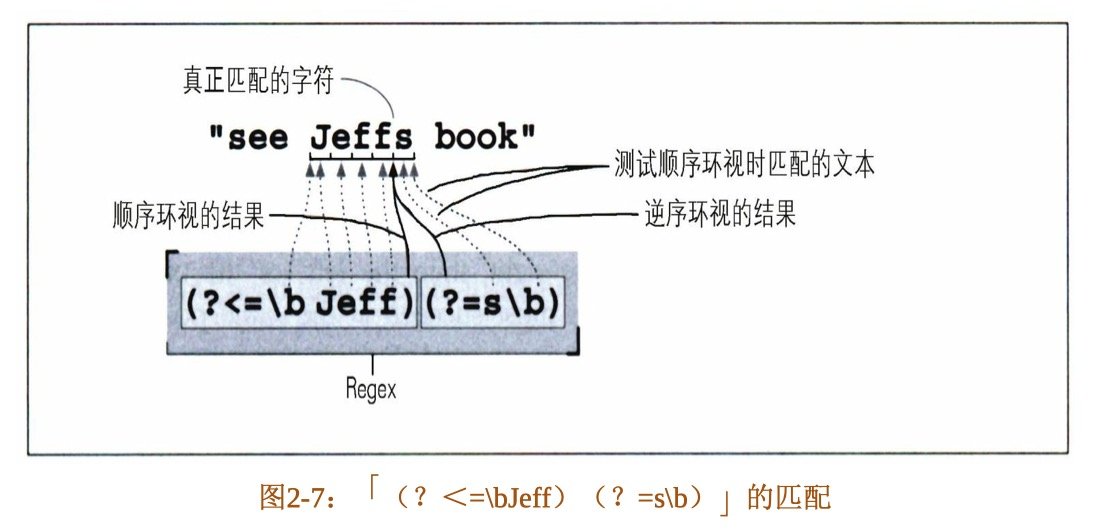 真正匹配的字符
"see Jeffs book"
测试顺序环视时匹配的文本
顺序环视的结果
逆序环视的结果
(?<=\b Jeff)(?=s\b)
Regex
图2-7：「（？＜=\bJeff）（？=s\b）」的匹配